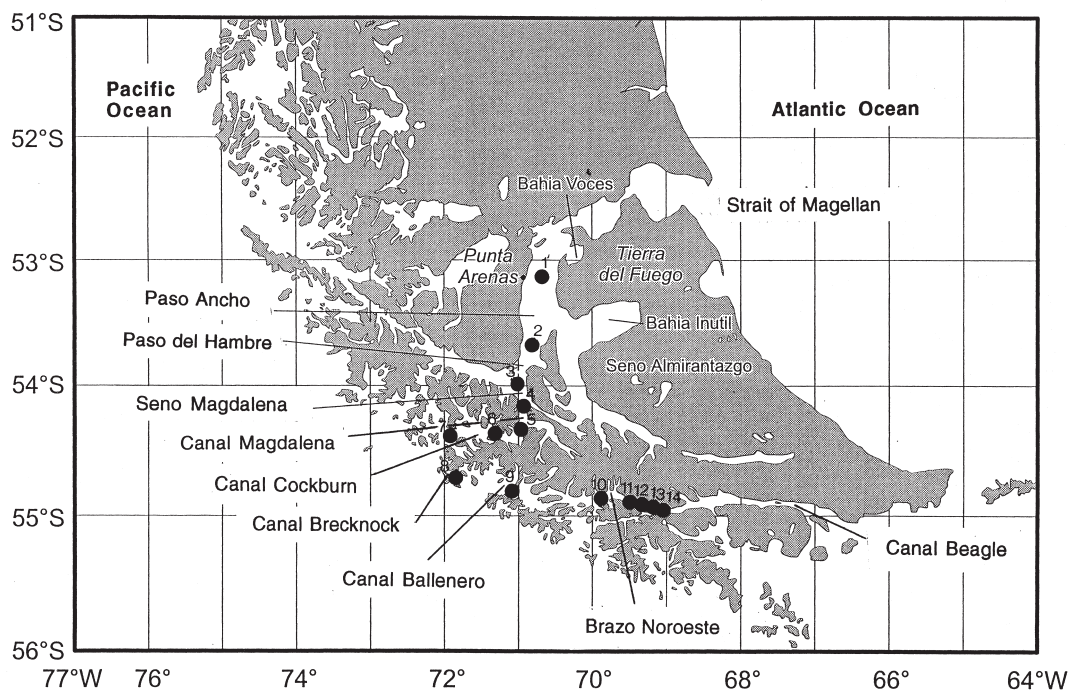 51°S
Pacific
Ocean
Atlantic Ocean
52°S
Bahia Voces
Strait of Magellan
53°S
Punta
Arenas
1
Tierra
del Fuego
Paso Ancho
Bahia Inutil
Paso del Hambre
2
Seno Almirantazgo
3
54°S
Seno Magdalena
4
Canal Magdalena
7
6
5
Canal Cockburn
8
9
10
11
12
13
14
Canal Brecknock
55°S
Canal Beagle
Canal Ballenero
Brazo Noroeste
56°S
77°W
76°
74°
72°
70°
68°
66°
64°W